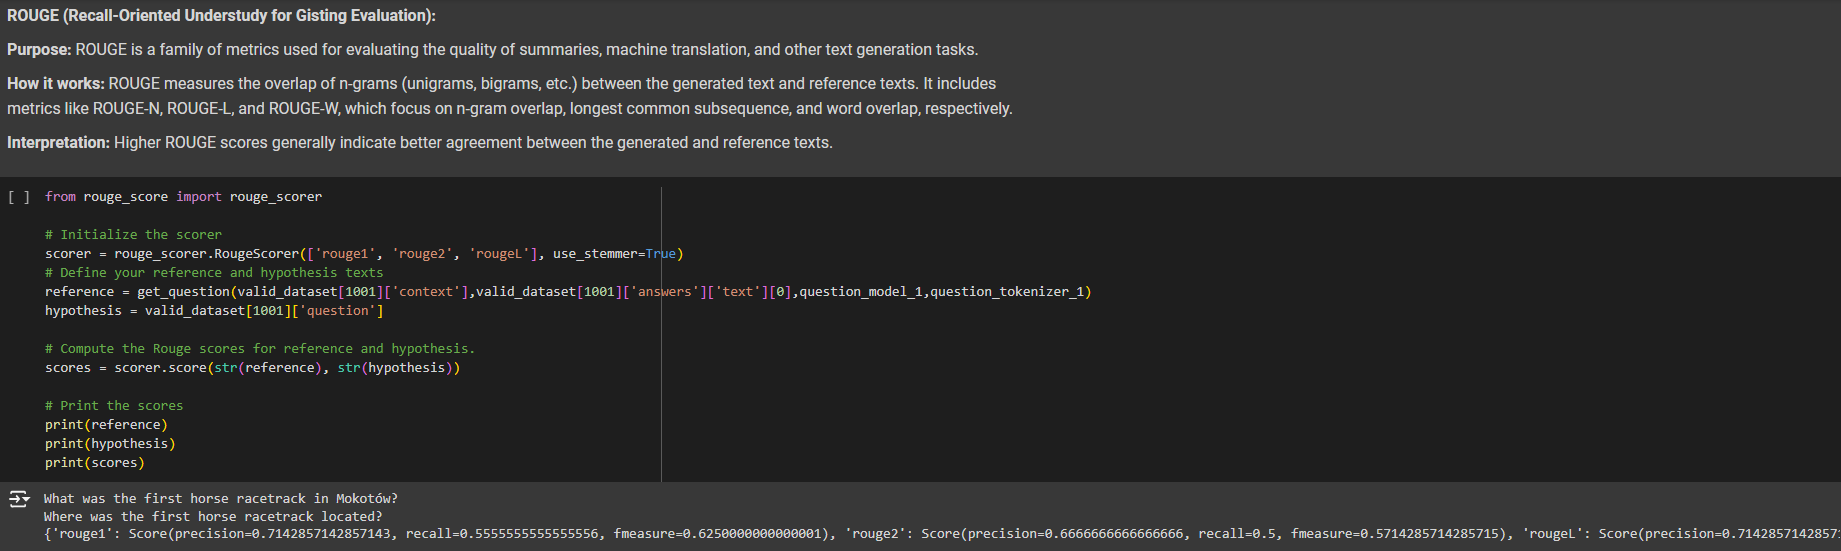 ROUGE (Recall-Oriented Understudy for Gisting Evaluation):
Purpose: ROUGE is a family of metrics used for evaluating the quality of summaries, machine translation, and other text generation tasks.
How it works: ROUGE measures the overlap of n-grams (unigrams, bigrams, etc.) between the generated text and reference texts. It includes
metrics like ROUGE-N, ROUGE-L, and ROUGE-W, which focus on n-gram overlap, longest common subsequence, and word overlap, respectively.
Interpretation: Higher ROUGE scores generally indicate better agreement between the generated and reference texts.
[ ] from rouge_score import rouge_scorer
# Initialize the scorer
scorer = rouge_scorer.RougeScorer(['rouge1', 'rouge2', 'rougeL'], use_stemmer=True)
# Define your reference and hypothesis texts
reference = get_question(valid_dataset[1001]['context'],valid_dataset[1001]['answers']['text'][0],question_model_1,question_tokenizer_1)
hypothesis = valid_dataset[1001]['question']
# Compute the Rouge scores for reference and hypothesis.
scores = scorer.score(str(reference), str(hypothesis))
# Print the scores
print(reference)
print(hypothesis)
print(scores)
What was the first horse racetrack in Mokotów?
Where was the first horse racetrack located?
{'rouge1': Score(precision=0.7142857142857143, recall=0.5555555555555556, fmeasure=0.6250000000000001), 'rouge2': Score(precision=0.6666666666666666, recall=0.5, fmeasure=0.5714285714285715), 'rougeL': Score(precision=0.71428571428571